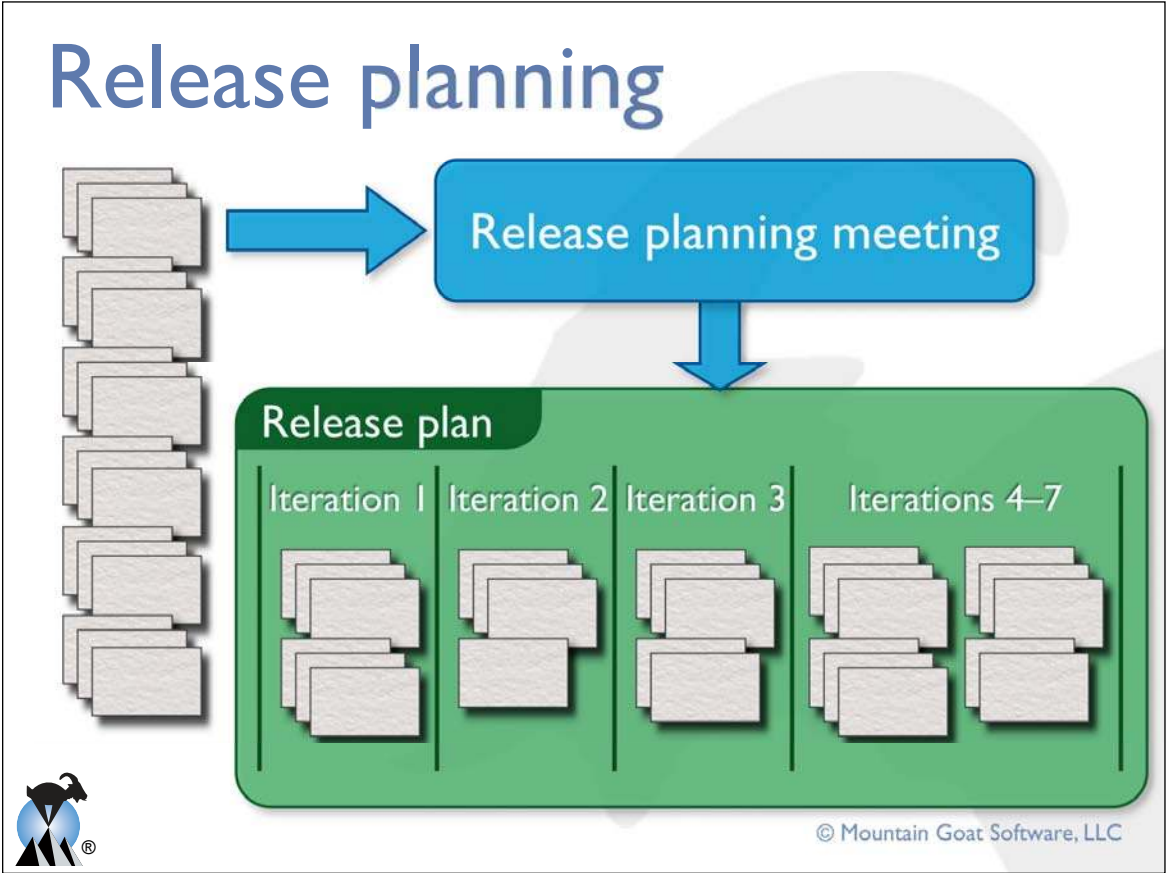 Release planning
Release planning meeting
Release plan
Iteration 1
Iteration 2
Iteration 3
Iterations 4–7
®
© Mountain Goat Software, LLC